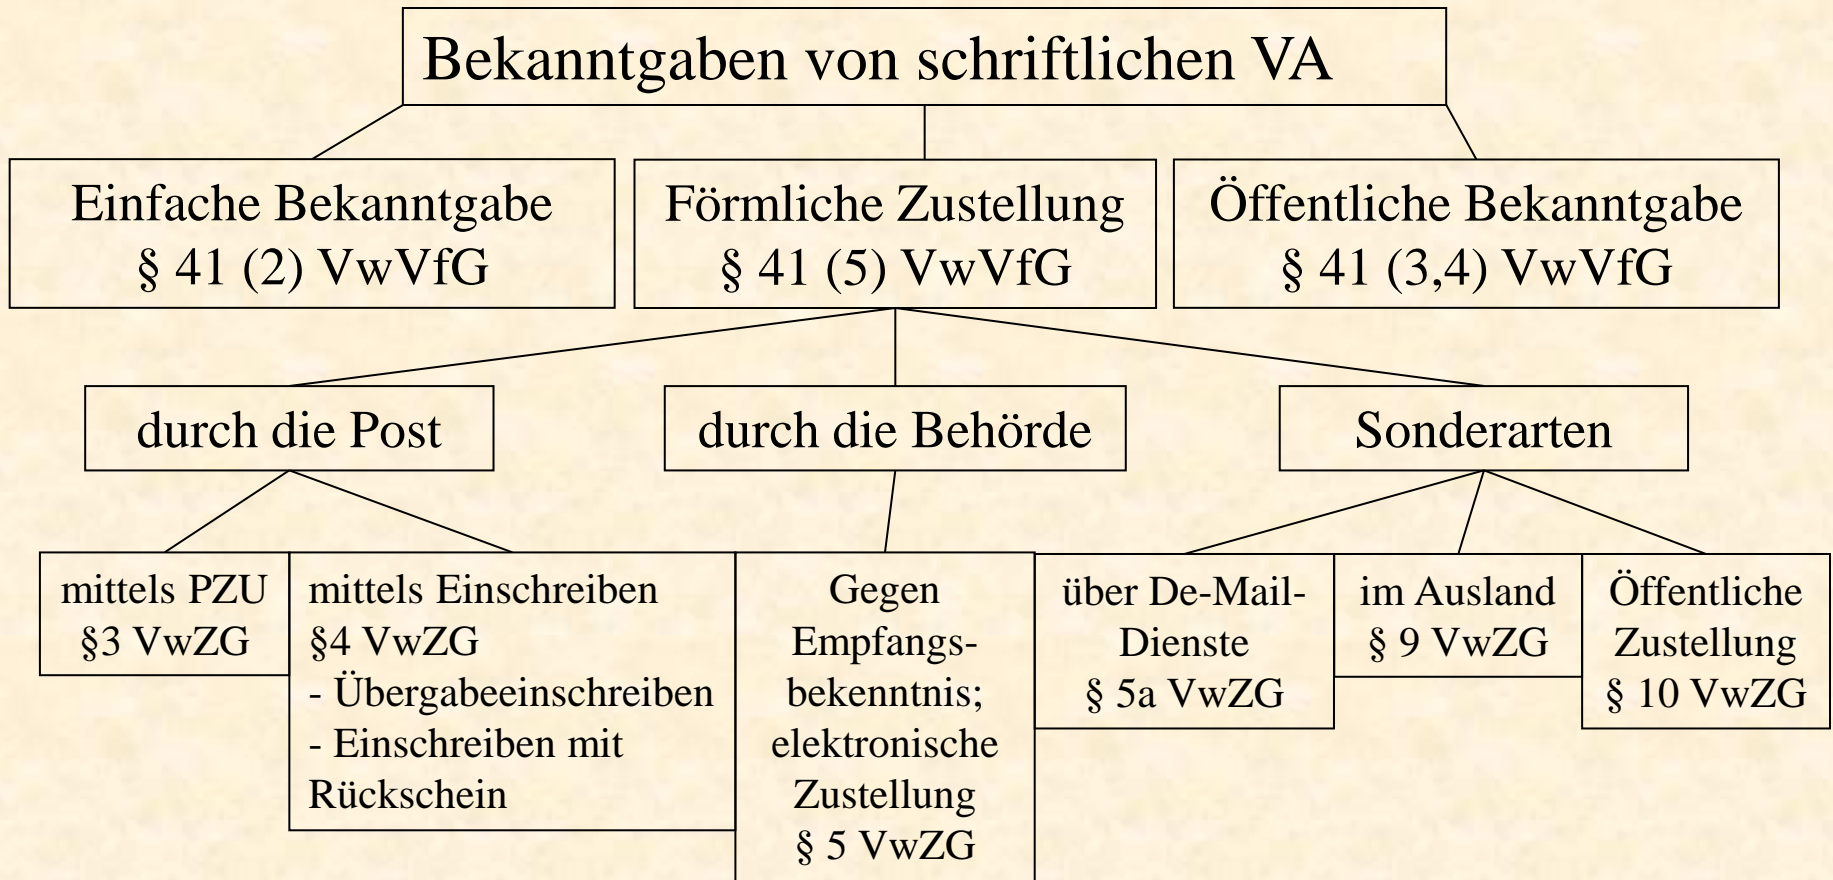 Bekanntgaben von schriftlichen VA
Einfache Bekanntgabe
§ 41 (2) VwVfG
Förmliche Zustellung
§ 41 (5) VwVfG
Öffentliche Bekanntgabe
§ 41 (3,4) VwVfG
durch die Post
durch die Behörde
Sonderarten
mittels PZU
§3 VwZG
mittels Einschreiben
§4 VwZG
- Übergabeeinschreiben
- Einschreiben mit
Rückschein
Gegen
Empfangs-
bekenntnis;
elektronische
Zustellung
§ 5 VwZG
über De-Mail-
Dienste
§ 5a VwZG
im Ausland
§ 9 VwZG
Öffentliche
Zustellung
§ 10 VwZG